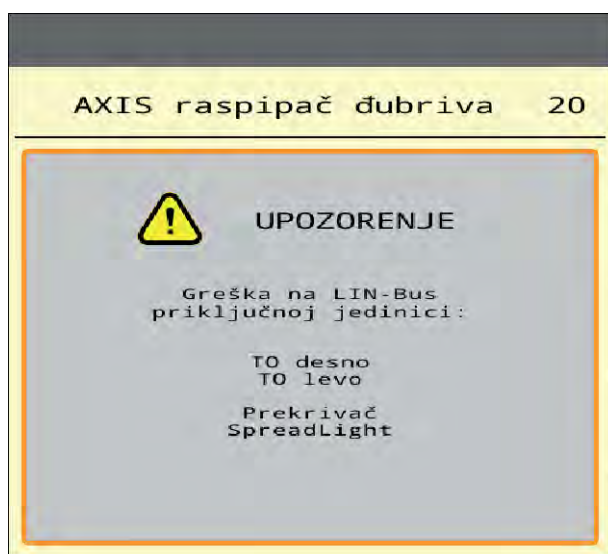 AXIS raspipač đubriva 20
UPOZORENJE
Greška na LIN-Bus
priključnoj jedinici:
TO desno
TO levo
Prekrivač
SpreadLight